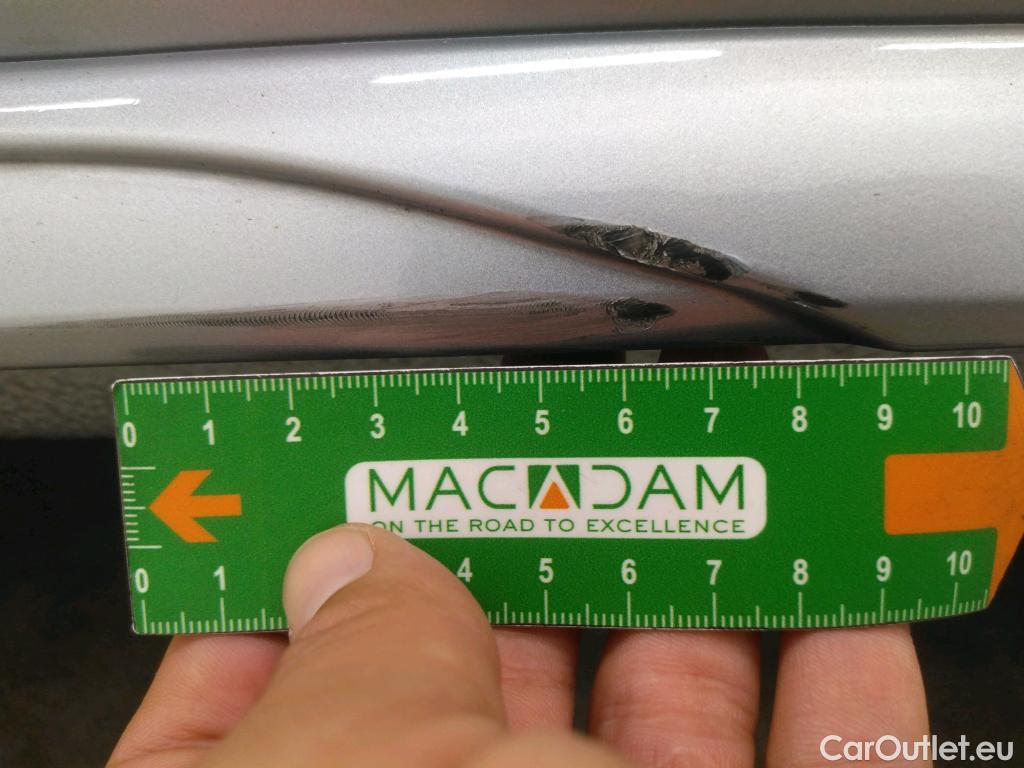 0 1 2 3 4 5 6 7 8 9 10
MACADAM
ON THE ROAD TO EXCELLENCE
0 1 4 5 6 7 8 9 10
CarOutlet.eu